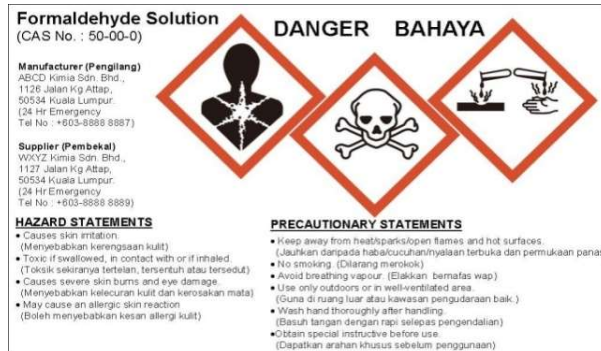 Formaldehyde Solution
(CAS No. : 50-00-0)
DANGER BAHAYA
Manufacturer (Pengilang)
ABCD Kimia Sdn. Bhd.,
1126 Jalan Kg Attap,
50534 Kuala Lumpur.
(24 Hr Emergency
Tel No : +603-8888 8887)
Supplier (Pembekal)
WXYZ Kimia Sdn. Bhd.,
1127 Jalan Kg Attap,
50534 Kuala Lumpur.
(24 Hr Emergency
Tel No : +603-8888 8889)
HAZARD STATEMENTS
• Causes skin irritation.
(Menyebabkan kerengsaan kulit)
• Toxic if swallowed, in contact with or if inhaled.
(Toksik sekiranya tertelan, tersentuh atau tersedut)
• Causes severe skin burns and eye damage.
(Menyebabkan kelecuran kulit dan kerosakan mata)
• May cause an allergic skin reaction
(Boleh menyebabkan kesan allergi kulit)
PRECAUTIONARY STATEMENTS
• Keep away from heat/sparks/open flames and hot surfaces.
(Jauhkan daripada haba/cucuhan/nyalaan terbuka dan permukaan panas
• No smoking. (Dilarang merokok)
• Avoid breathing vapour. (Elakkan bernafas wap)
• Use only outdoors or in well-ventilated area.
(Guna di ruang luar atau kawasan pengudaraan baik.)
• Wash hand thoroughly after handling.
(Basuh tangan dengan rapi selepas pengendalian)
• Obtain special instructive before use.
(Dapatkan arahan khusus sebelum penggunaan)